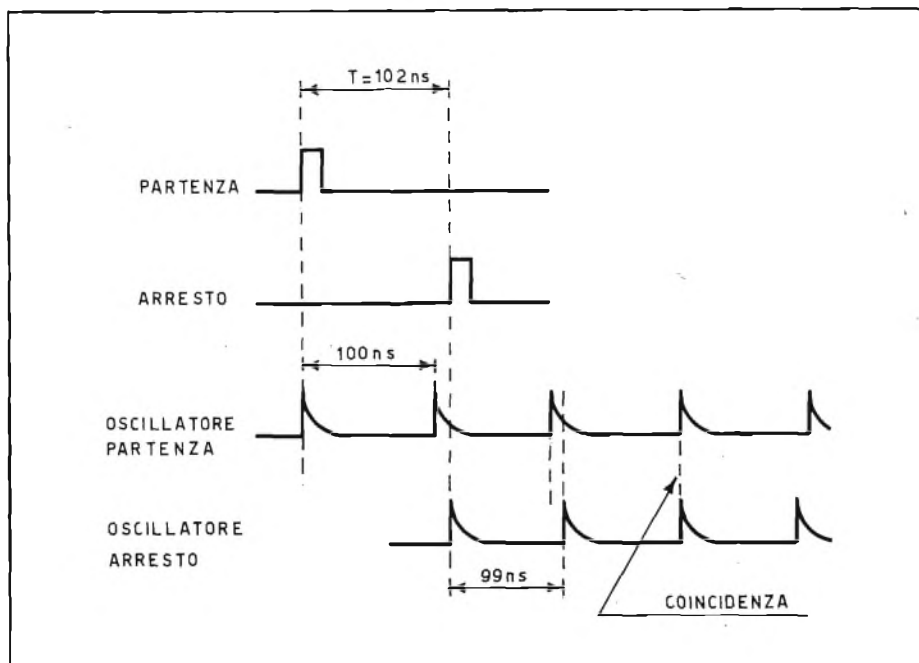 T=102ns
PARTENZA
ARRESTO
100ns
OSCILLATORE
PARTENZA
OSCILLATORE
ARRESTO
99ns
COINCIDENZA